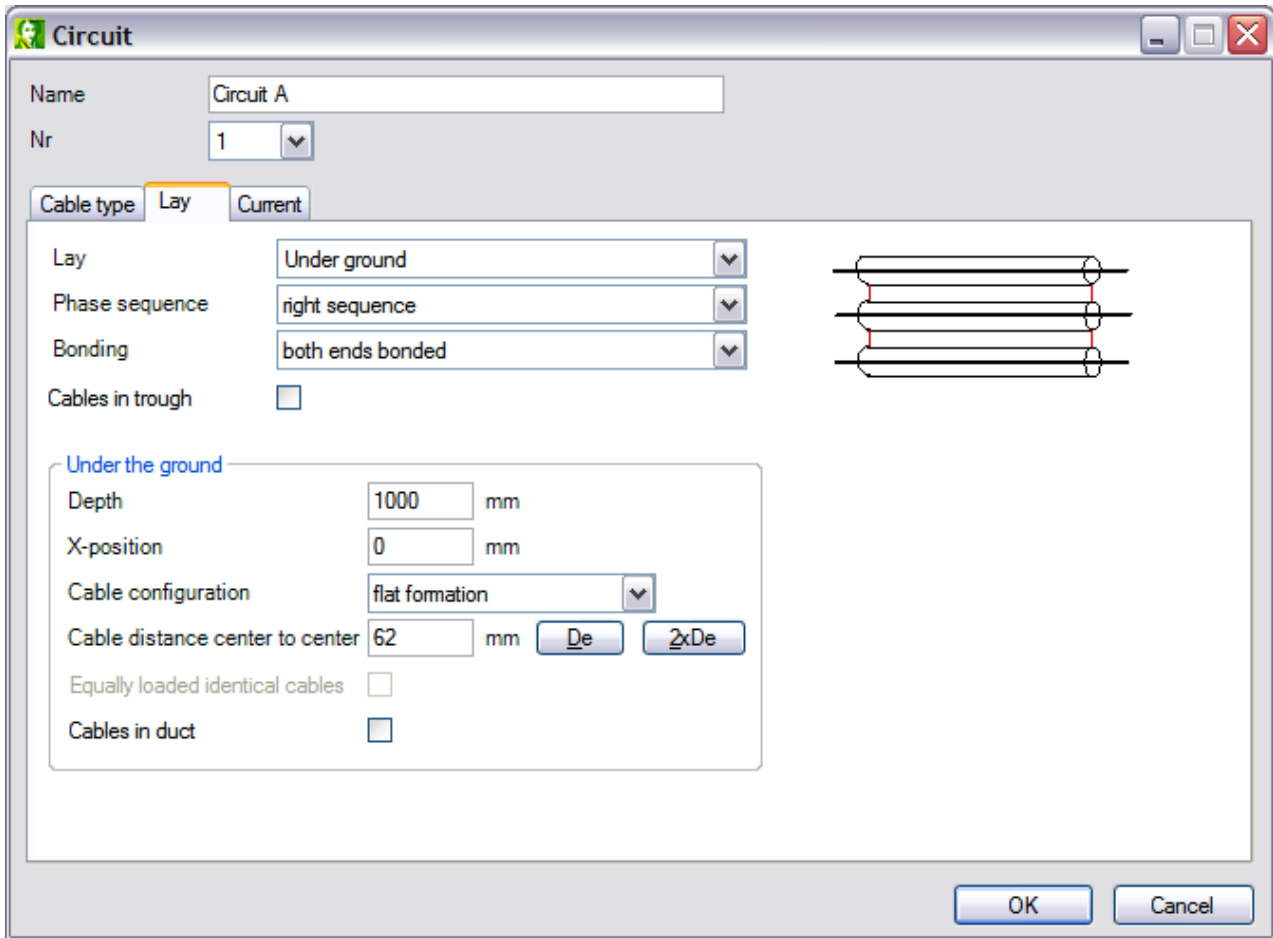 Circuit
Name Circuit A
Nr 1
Cable type Lay Current
Lay Under ground
Phase sequence right sequence
Bonding both ends bonded
Cables in trough
Under the ground
Depth 1000 mm
X-position 0 mm
Cable configuration flat formation
Cable distance center to center 62 mm De 2xDe
Equally loaded identical cables
Cables in duct
OK Cancel